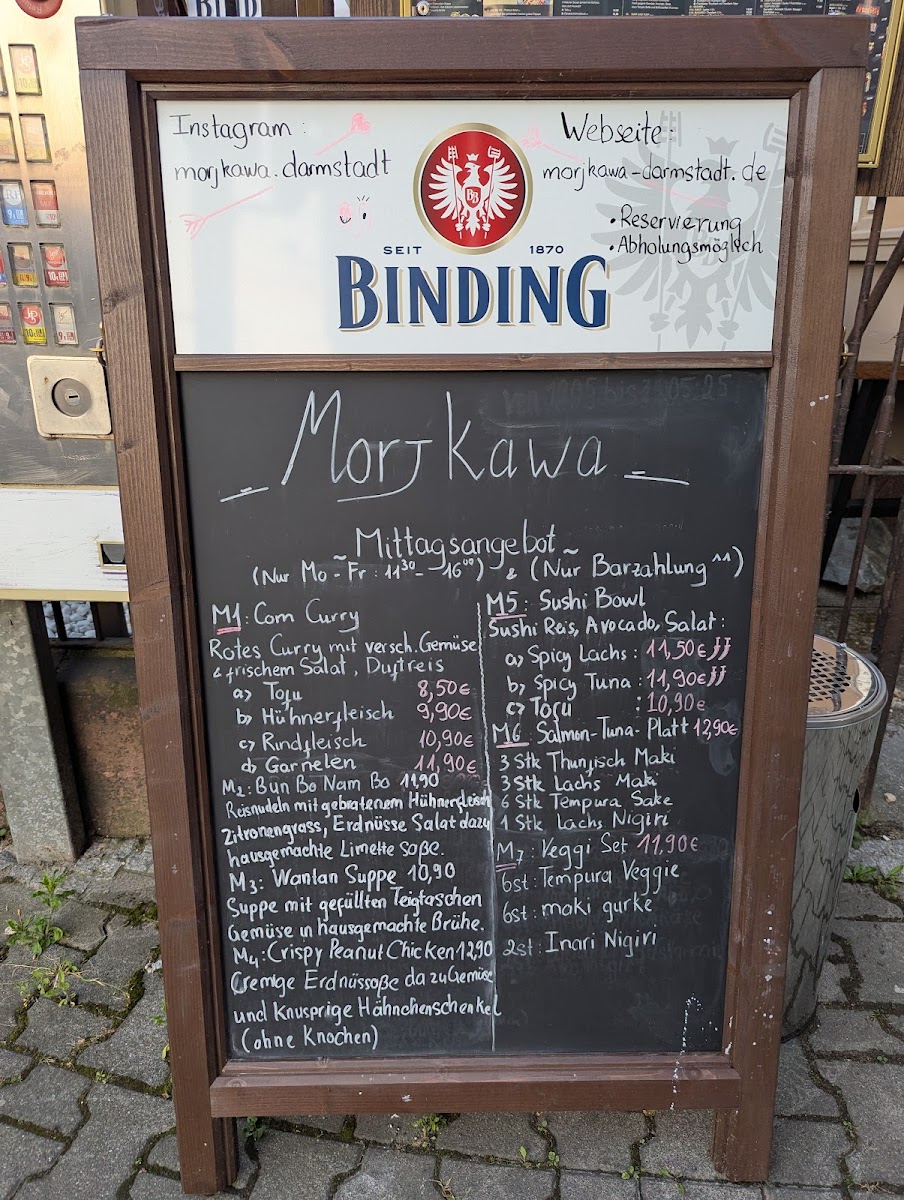 BINDING
Instagram:
morjkawa.darmstadt
Webseite:
morjkawa-darmstadt.de
• Reservierung
• Abholungsmöglich
BB
SEIT 1870
BINDING
MorJKawa
~ Mittagsangebot ~
(Nur Mo - Fr: 11³⁰ - 16⁰⁰) & (Nur Barzahlung ^^)
M1: Com Curry
Rotes Curry mit versch. Gemüse
& frischem Salat, Duftreis
a) Tofu 8,50€
b) Hühnerfleisch 9,90€
c) Rindfleisch 10,90€
d) Garnelen 11,90€
M2: Bún Bò Nam Bo 11,90
Reisnudeln mit gebratenem Hühnerfleisch
Zitronengrass, Erdnüsse Salat dazu
hausgemachte Limette Soße.
M3: Wantan Suppe 10,90
Suppe mit gefüllten Teigtaschen
Gemüse in hausgemachte Brühe.
M4: Crispy Peanut Chicken 12,90
Cremige Erdnüssoße dazu Gemüse
und Knusprige Hähnchenschenkel
(ohne Knochen)
M5: Sushi Bowl
Sushi Reis, Avocado, Salat:
a) Spicy Lachs: 11,50€
b) Spicy Tuna: 11,90€
c) Tofu: 10,90€
M6 Salmon-Tuna-Platt 12,90€
3 Stk Thunfisch Maki
3 Stk Lachs Maki
6 Stk Tempura Sake
1 Stk Lachs Nigiri
M7: Veggi Set 11,90€
6st: Tempura Veggie
6st: maki gurke
2st: Inari Nigiri